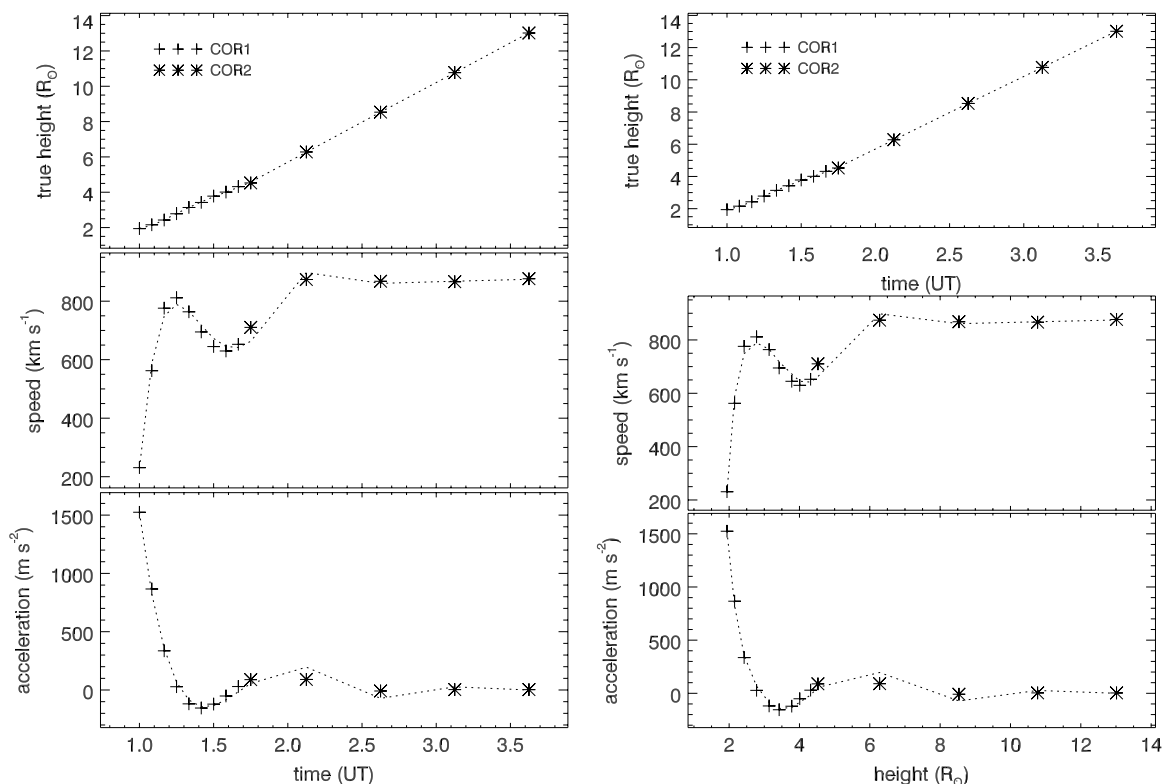 14
12
10
8
6
4
2
true height (R_O)
+ + + COR1
* * * COR2
800
600
400
200
speed (km s⁻¹)
1500
1000
500
0
acceleration (m s⁻²)
1.0 1.5 2.0 2.5 3.0 3.5
time (UT)
14
12
10
8
6
4
2
true height (R_O)
+ + + COR1
* * * COR2
1.0 1.5 2.0 2.5 3.0 3.5
time (UT)
800
600
400
200
speed (km s⁻¹)
1500
1000
500
0
acceleration (m s⁻²)
2 4 6 8 10 12 14
height (R_O)